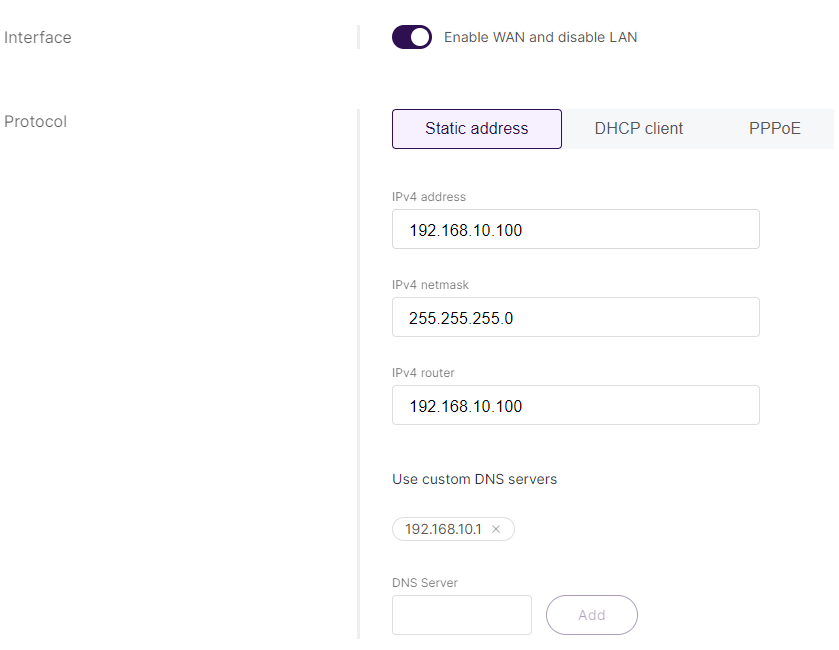 Interface
Enable WAN and disable LAN
Protocol
Static address
DHCP client
PPPoE
IPv4 address
192.168.10.100
IPv4 netmask
255.255.255.0
IPv4 router
192.168.10.100
Use custom DNS servers
192.168.10.1 ×
DNS Server
Add